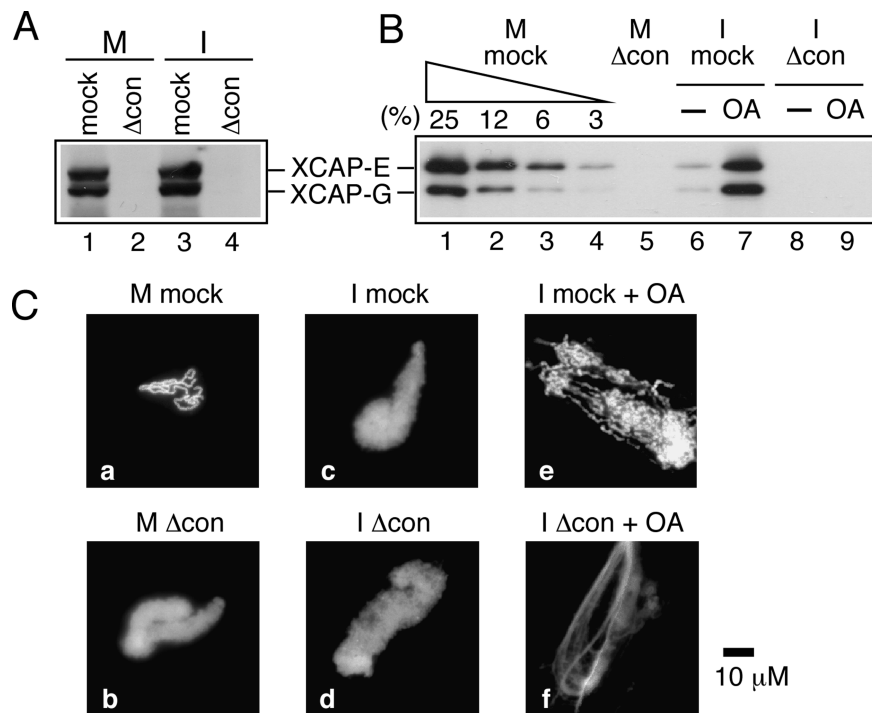 A
M I
mock Δcon mock Δcon
XCAP-E
XCAP-G
1 2 3 4
B
M mock
M Δcon
I mock
I Δcon
– OA – OA
(%) 25 12 6 3
1 2 3 4 5 6 7 8 9
C
M mock I mock I mock + OA
a c e
M Δcon I Δcon I Δcon + OA
b d f
10 μM